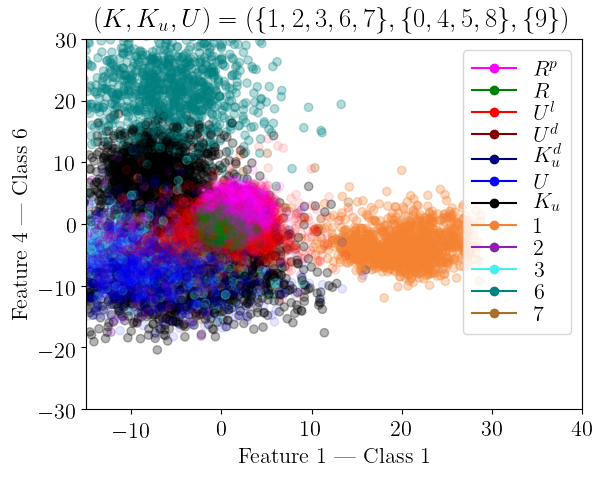 (K, K_u, U) = ({1, 2, 3, 6, 7}, {0, 4, 5, 8}, {9})
30
20
10
0
−10
−20
−30
Feature 4 — Class 6
−10
0
10
20
30
40
Feature 1 — Class 1
R^p
R
U^l
U^d
K_u^d
U
K_u
1
2
3
6
7